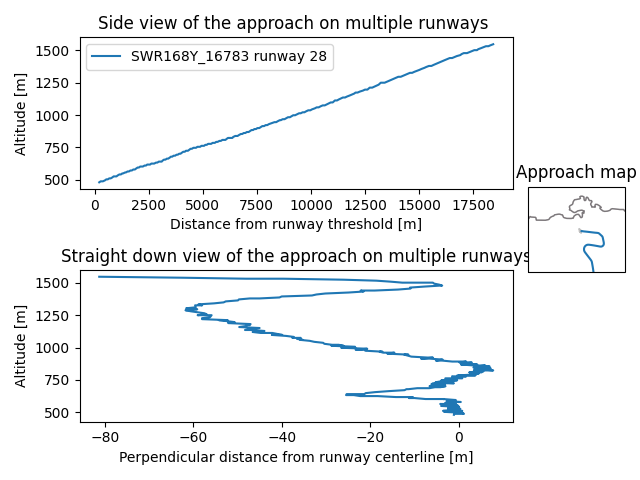 Side view of the approach on multiple runways
1500
1250
1000
750
500
Altitude [m]
SWR168Y_16783 runway 28
0 2500 5000 7500 10000 12500 15000 17500
Distance from runway threshold [m]
Approach map
Straight down view of the approach on multiple runways
1500
1250
1000
750
500
Altitude [m]
−80 −60 −40 −20 0
Perpendicular distance from runway centerline [m]